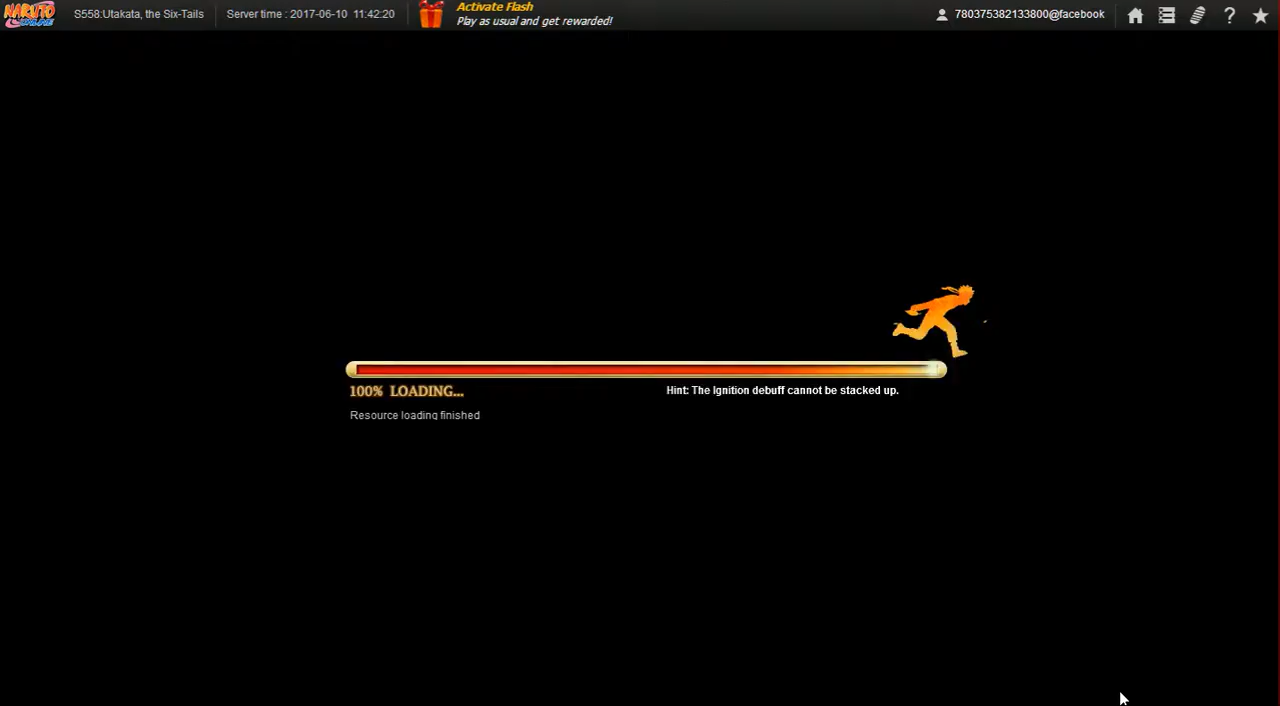 NARUTO
ONLINE
S558:Utakata, the Six-Tails
Server time : 2017-06-10 11:42:20
Activate Flash
Play as usual and get rewarded!
780375382133800@facebook
?
100% LOADING...
Hint: The Ignition debuff cannot be stacked up.
Resource loading finished